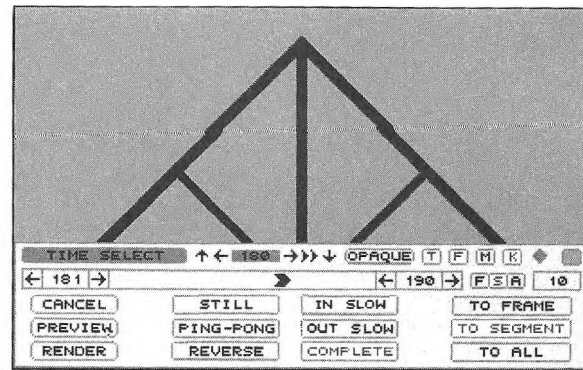 TIME SELECT ↑ ← 180 → >> ↓ OPAQUE T F M K
← 181 → ← 190 → F S A 10
CANCEL STILL IN SLOW TO FRAME
PREVIEW PING-PONG OUT SLOW TO SEGMENT
RENDER REVERSE COMPLETE TO ALL